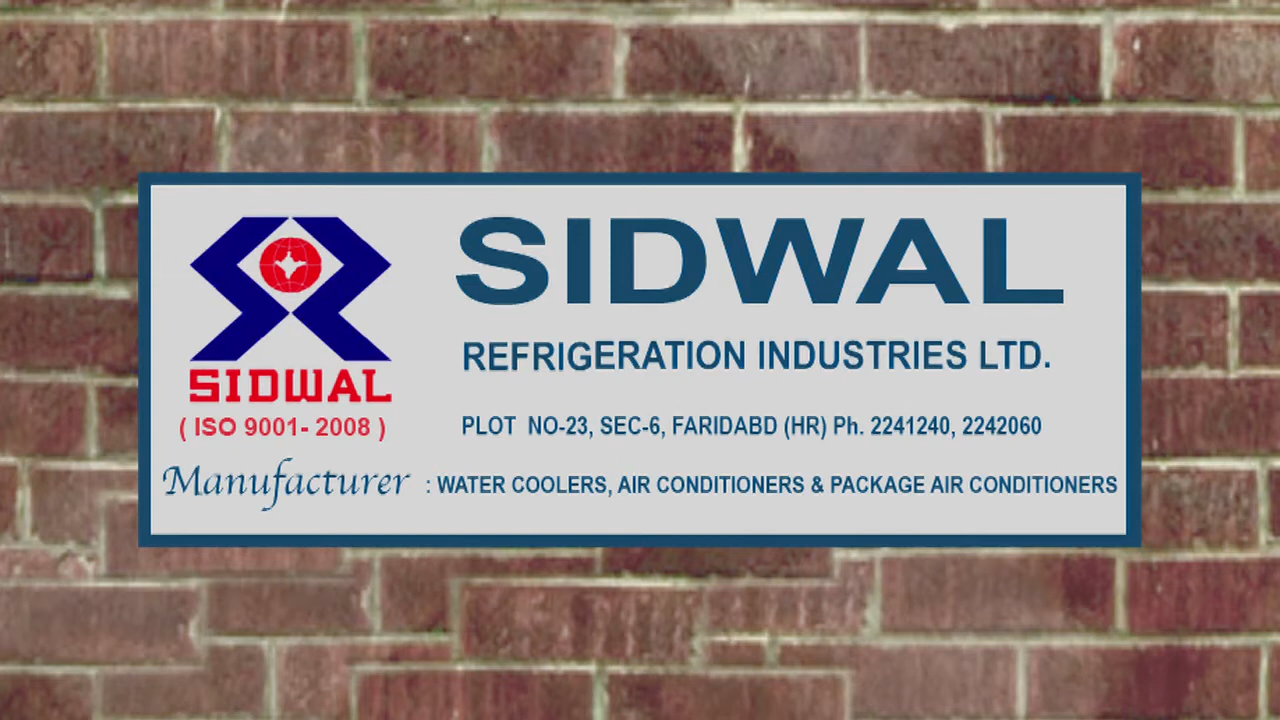 SIDWAL
( ISO 9001- 2008 )
SIDWAL
REFRIGERATION INDUSTRIES LTD.
PLOT NO-23, SEC-6, FARIDABD (HR) Ph. 2241240, 2242060
Manufacturer : WATER COOLERS, AIR CONDITIONERS & PACKAGE AIR CONDITIONERS